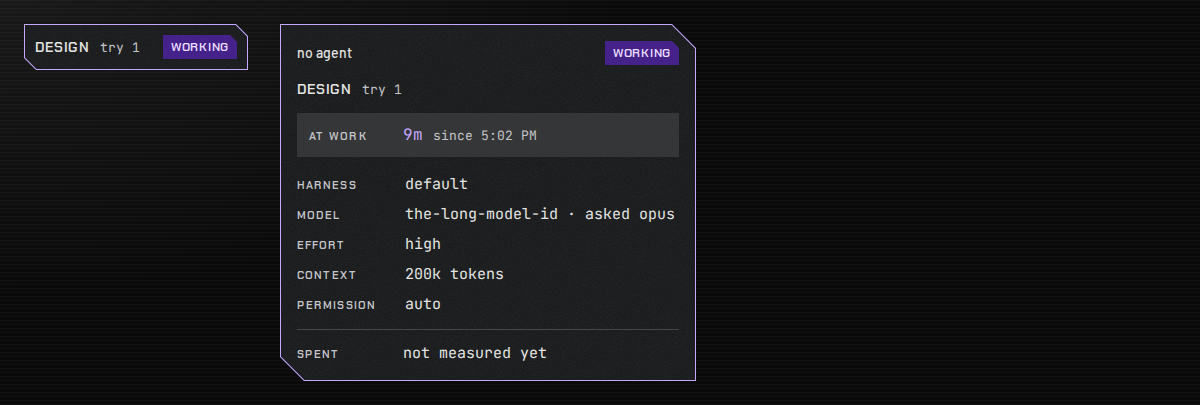 DESIGN try 1 WORKING
no agent WORKING
DESIGN try 1
AT WORK 9m since 5:02 PM
HARNESS default
MODEL the-long-model-id · asked opus
EFFORT high
CONTEXT 200k tokens
PERMISSION auto
SPENT not measured yet